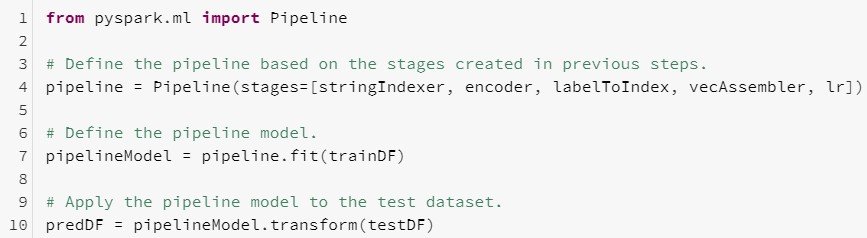 1 from pyspark.ml import Pipeline
2
3 # Define the pipeline based on the stages created in previous steps.
4 pipeline = Pipeline(stages=[stringIndexer, encoder, labelToIndex, vecAssembler, lr])
5
6 # Define the pipeline model.
7 pipelineModel = pipeline.fit(trainDF)
8
9 # Apply the pipeline model to the test dataset.
10 predDF = pipelineModel.transform(testDF)